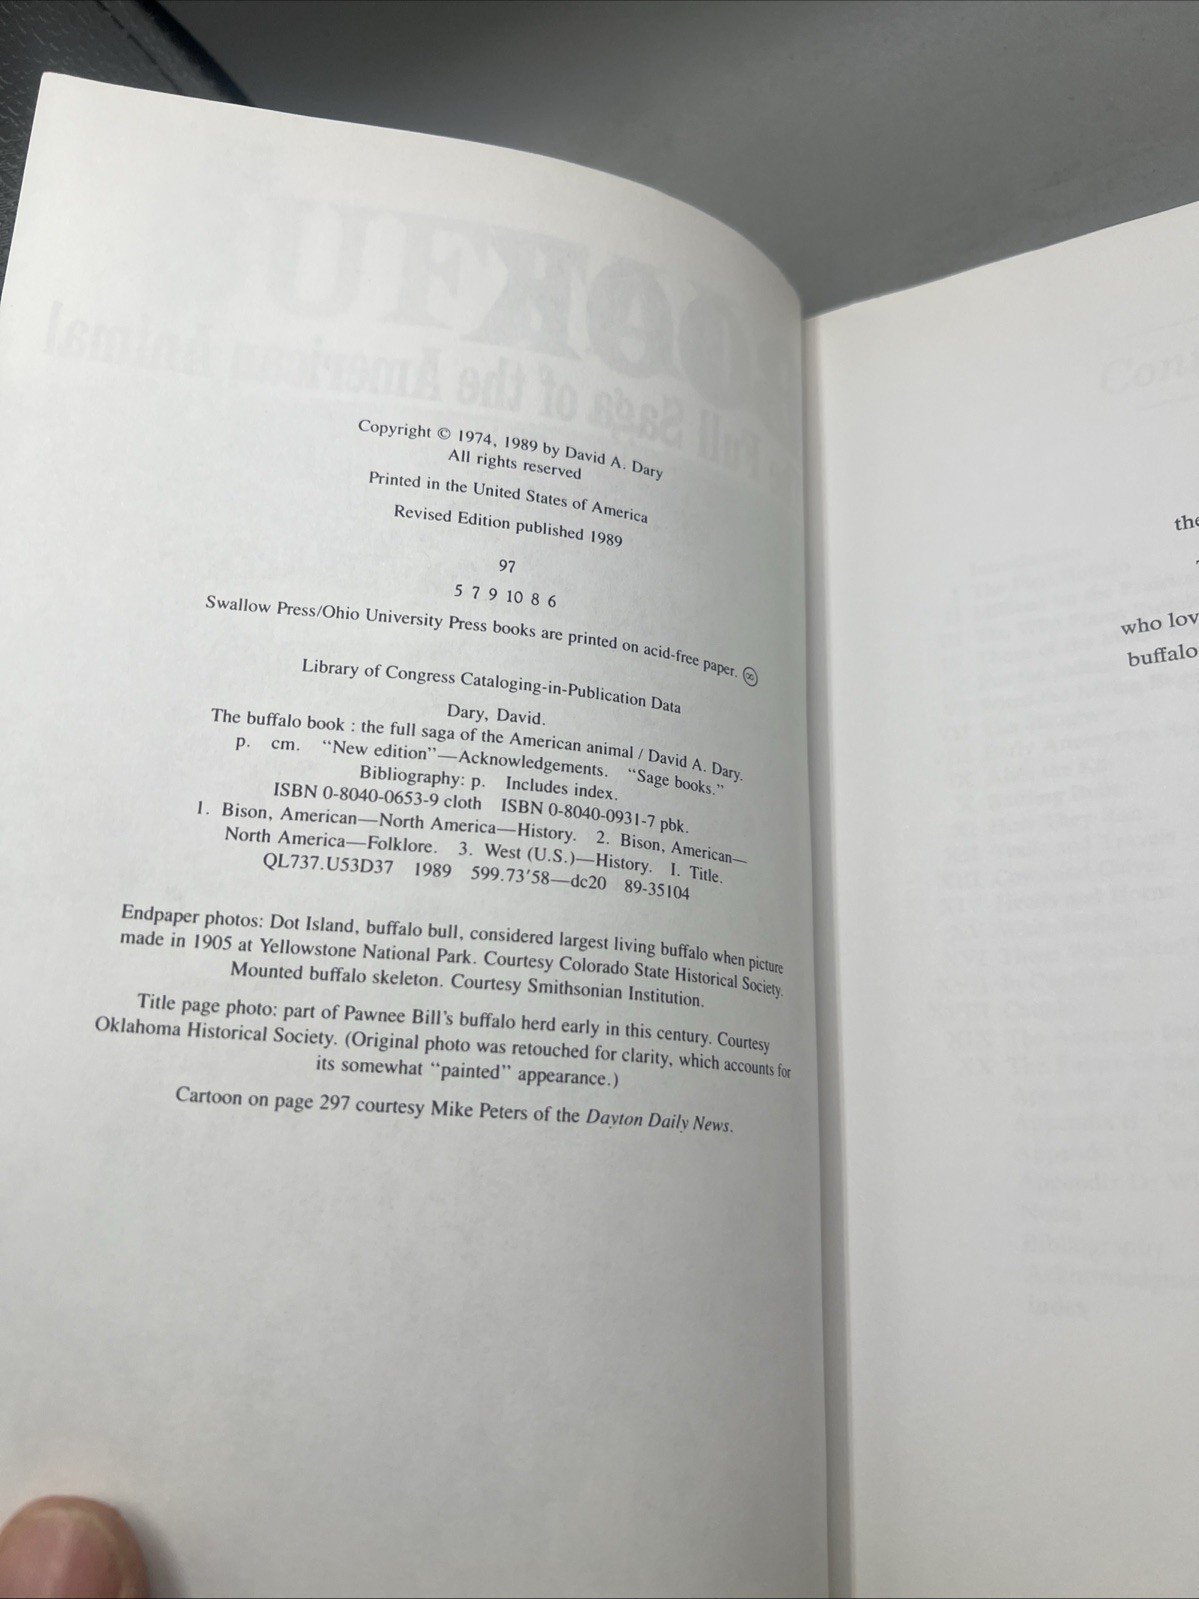 Copyright © 1974, 1989 by David A. Dary
All rights reserved
Printed in the United States of America
Revised Edition published 1989
97
5 7 9 10 8 6
Swallow Press/Ohio University Press books are printed on acid-free paper. ∞
Library of Congress Cataloging-in-Publication Data
Dary, David.
The buffalo book : the full saga of the American animal / David A. Dary.
p. cm. “New edition”—Acknowledgements. “Sage books.”
Bibliography: p. Includes index.
ISBN 0-8040-0653-9 cloth ISBN 0-8040-0931-7 pbk.
1. Bison, American—North America—History. 2. Bison, American—
North America—Folklore. 3. West (U.S.)—History. I. Title.
QL737.U53D37 1989 599.73′58—dc20 89-35104
Endpaper photos: Dot Island, buffalo bull, considered largest living buffalo when picture
made in 1905 at Yellowstone National Park. Courtesy Colorado State Historical Society.
Mounted buffalo skeleton. Courtesy Smithsonian Institution.
Title page photo: part of Pawnee Bill’s buffalo herd early in this century. Courtesy
Oklahoma Historical Society. (Original photo was retouched for clarity, which accounts for
its somewhat “painted” appearance.)
Cartoon on page 297 courtesy Mike Peters of the Dayton Daily News.
the
who lov
buffalo